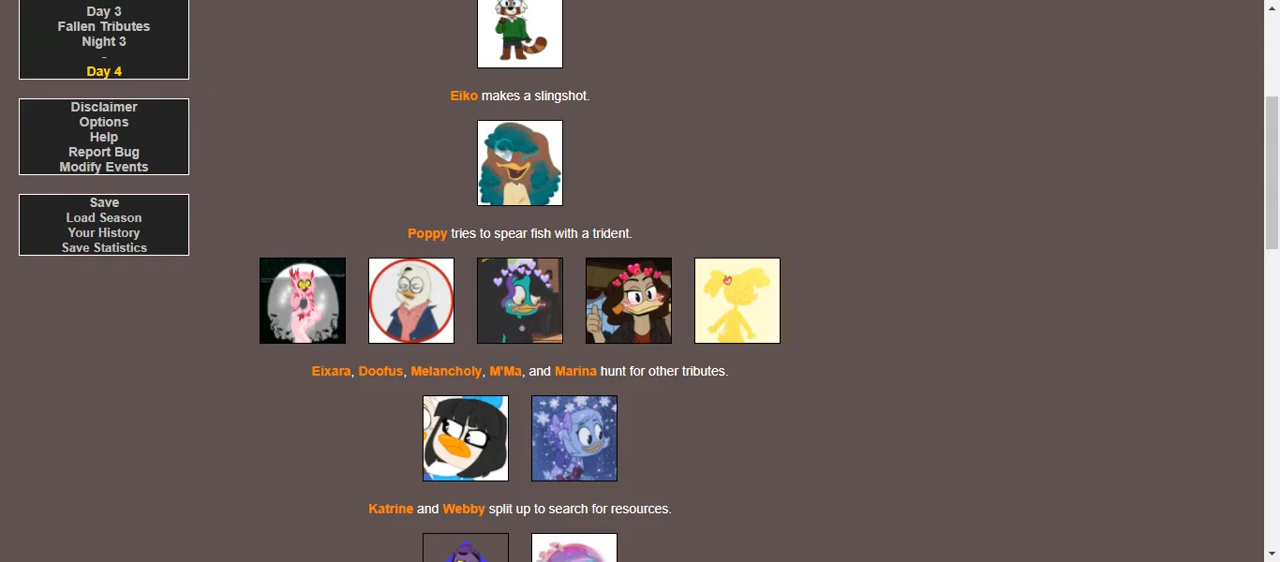 Day 3
Fallen Tributes
Night 3
-
Day 4
Disclaimer
Options
Help
Report Bug
Modify Events
Save
Load Season
Your History
Save Statistics
Eiko makes a slingshot.
Poppy tries to spear fish with a trident.
Eixara, Doofus, Melancholy, M'Ma, and Marina hunt for other tributes.
Katrine and Webby split up to search for resources.